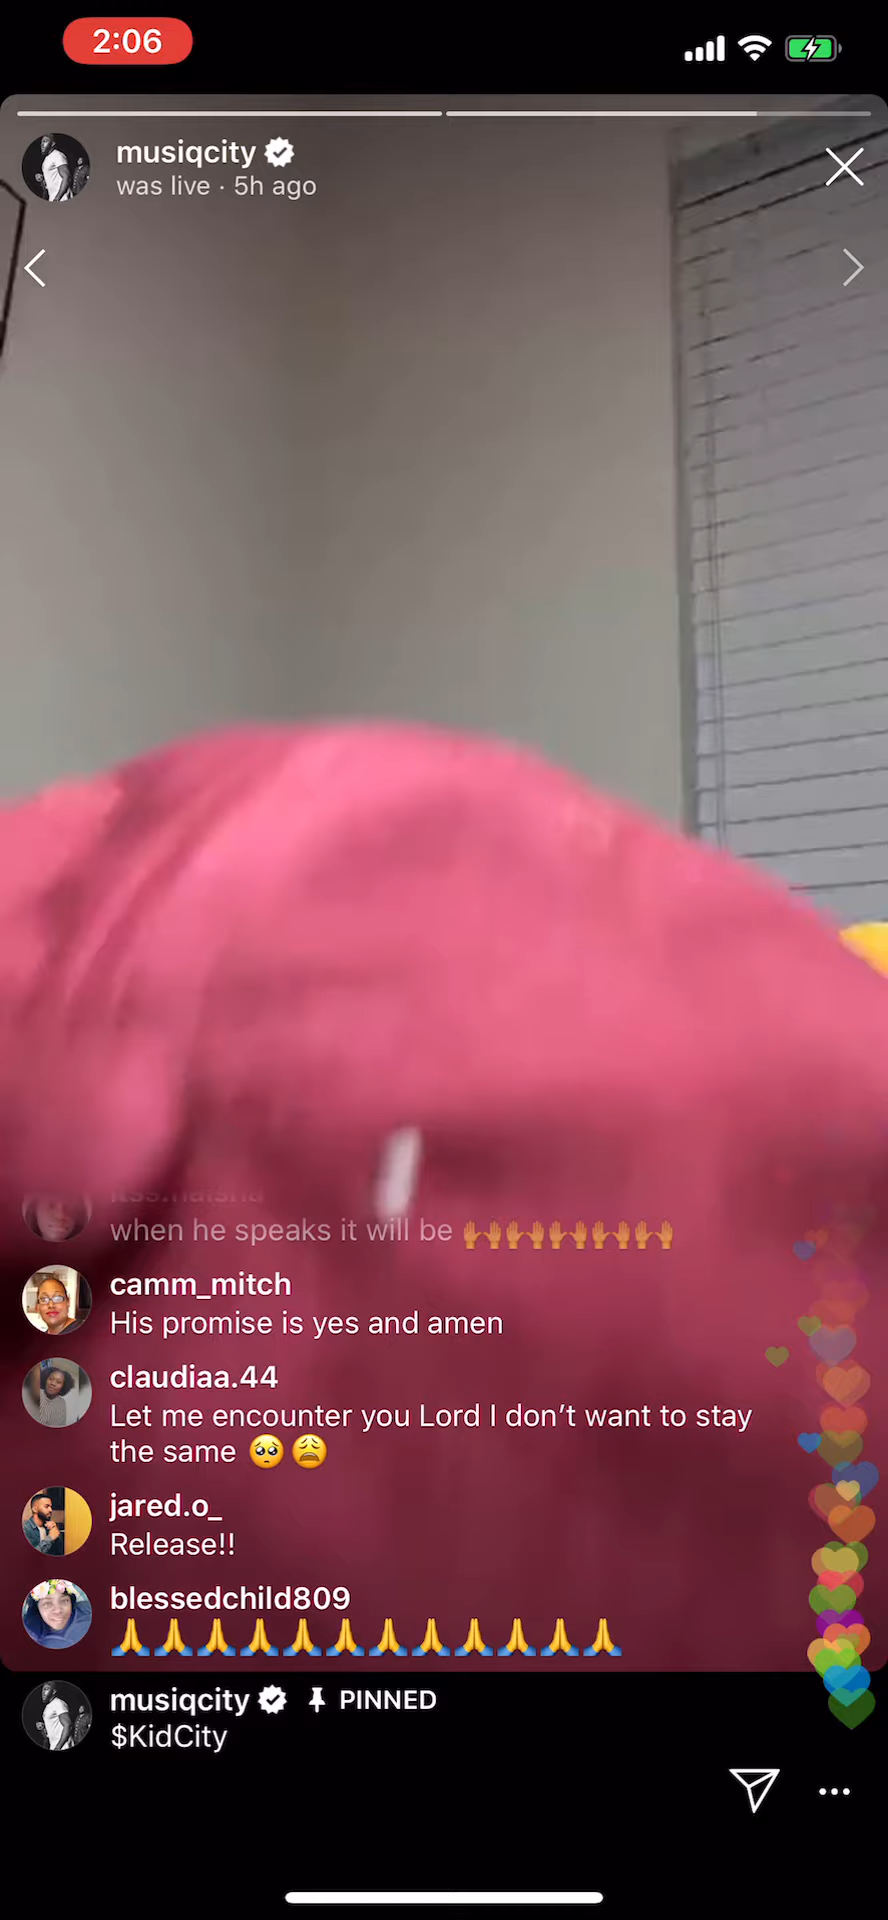 2:06
musiqcity
was live · 5h ago
when he speaks it will be 🙌🙌🙌🙌🙌
camm_mitch
His promise is yes and amen
claudiaa.44
Let me encounter you Lord I don’t want to stay
the same 🥺😩
jared.o_
Release!!
blessedchild809
🙏🙏🙏🙏🙏🙏🙏🙏🙏🙏🙏🙏
musiqcity PINNED
$KidCity